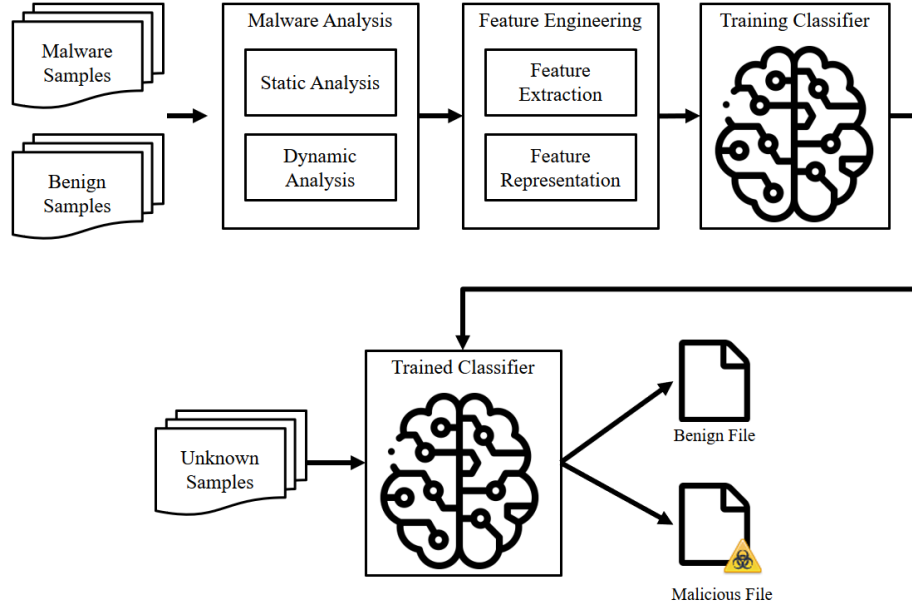 Malware
Samples
Benign
Samples
Malware Analysis
Static Analysis
Dynamic
Analysis
Feature Engineering
Feature
Extraction
Feature
Representation
Training Classifier
Trained Classifier
Unknown
Samples
Benign File
Malicious File